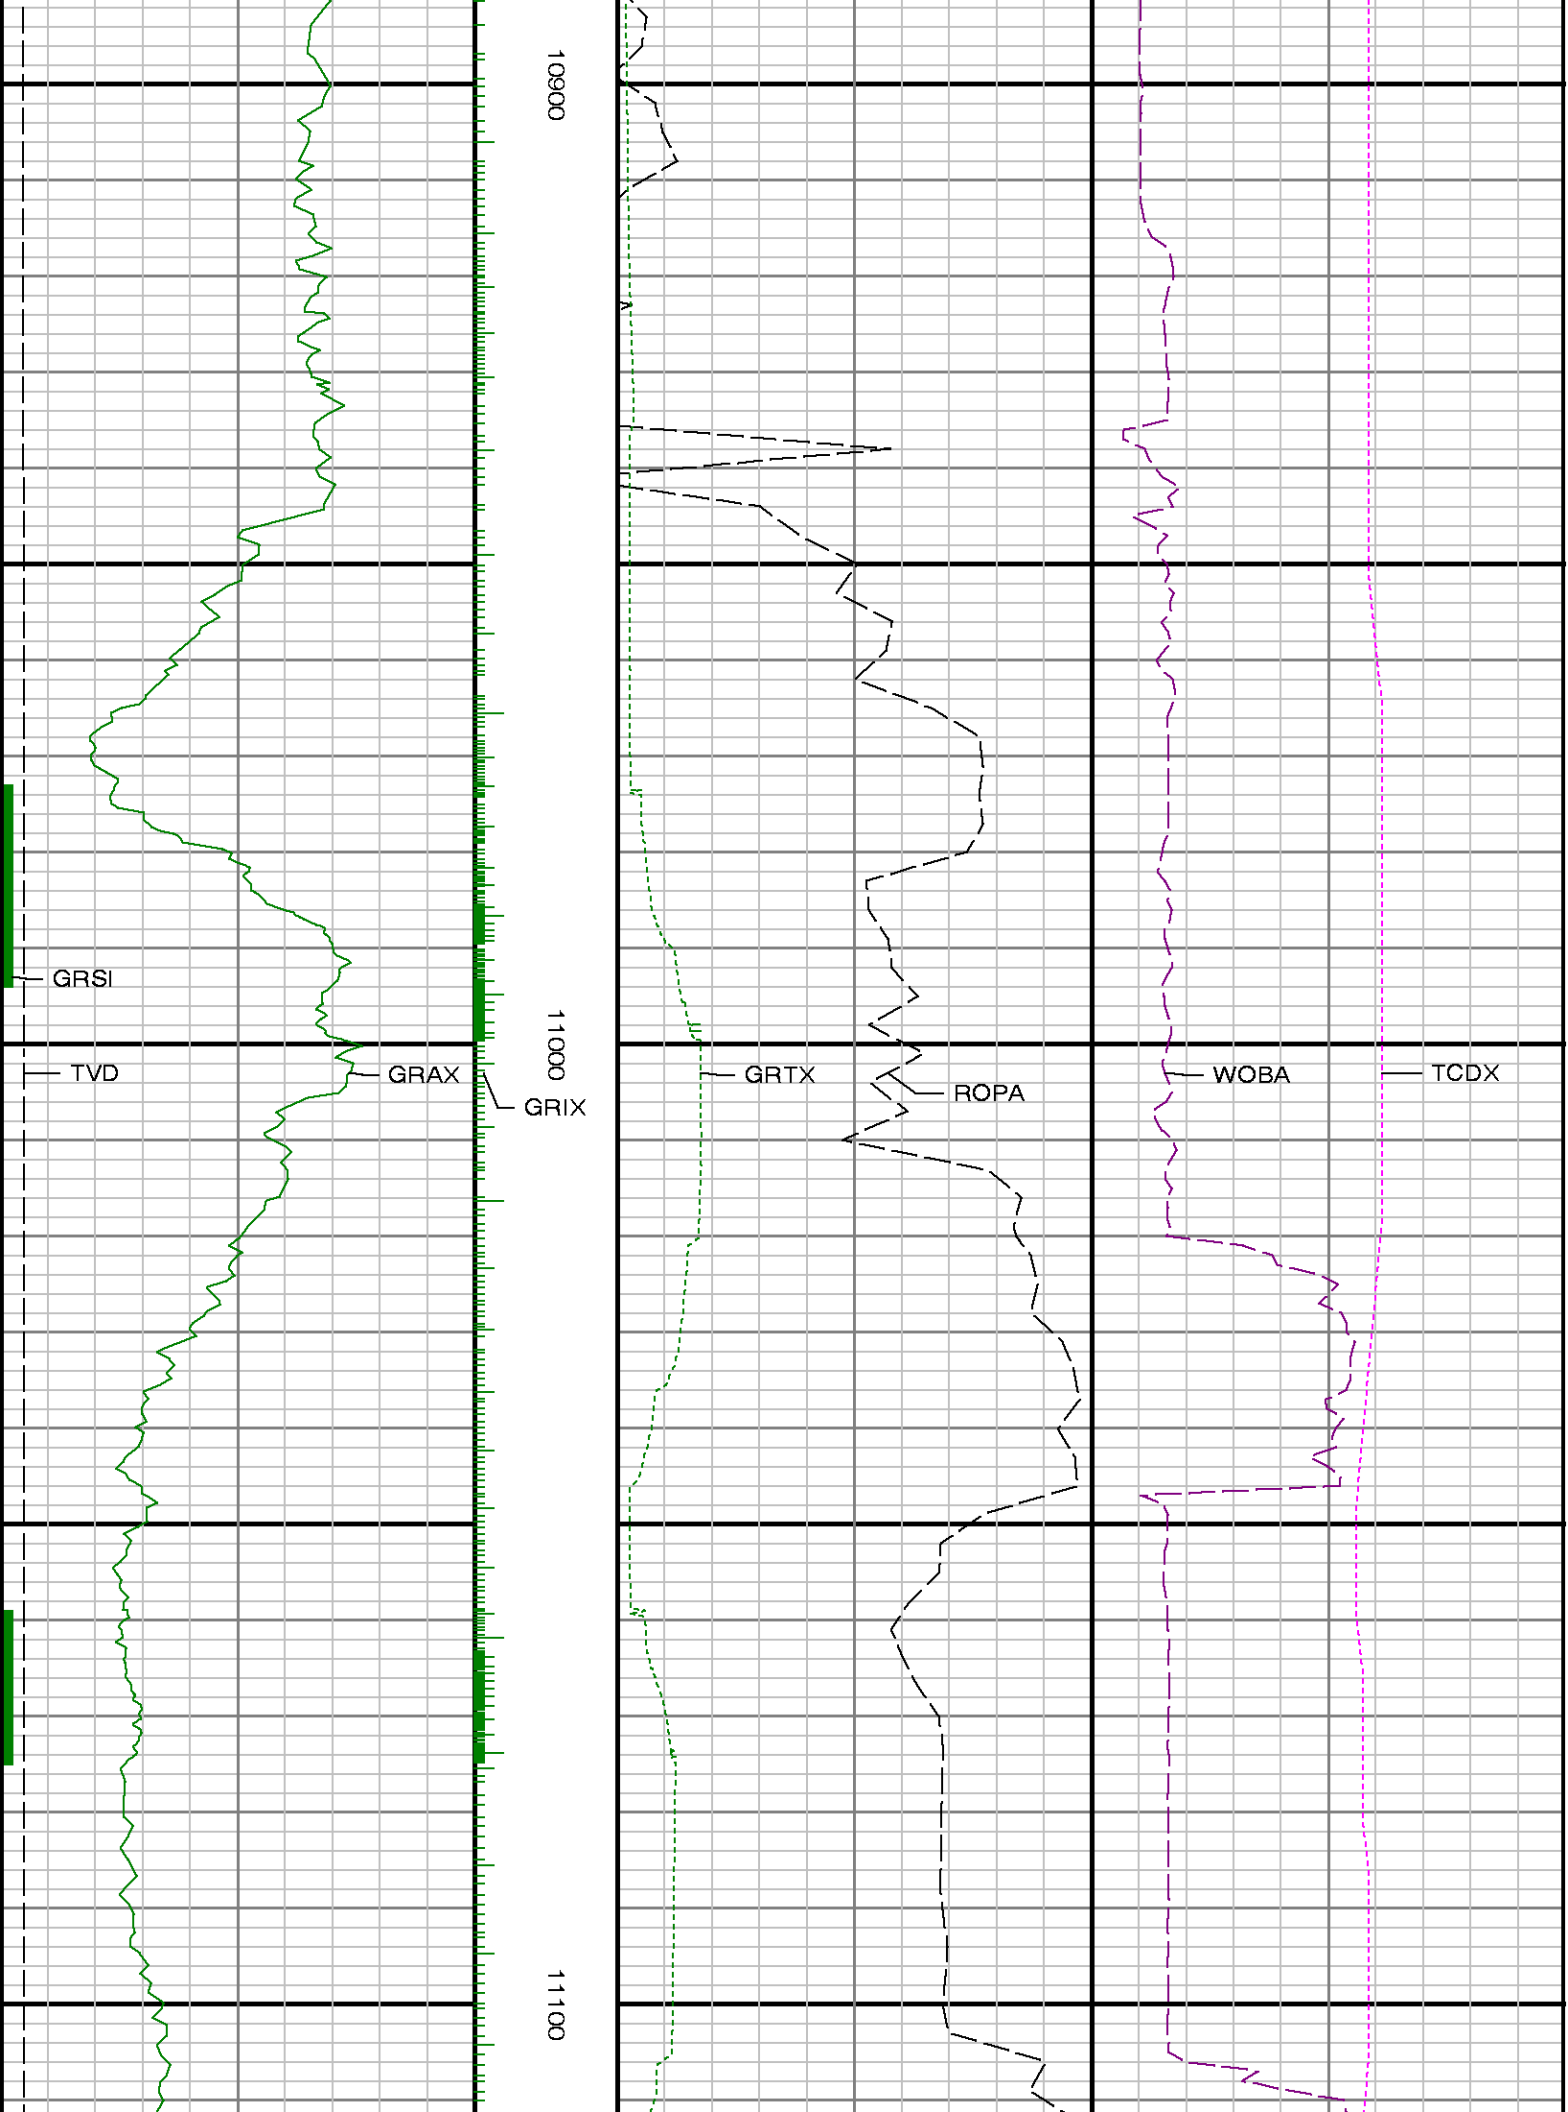 10900
GRSI
11000
TVD
GRAX
GRTX
WOBA
TCDX
ROPA
GRIX
11100